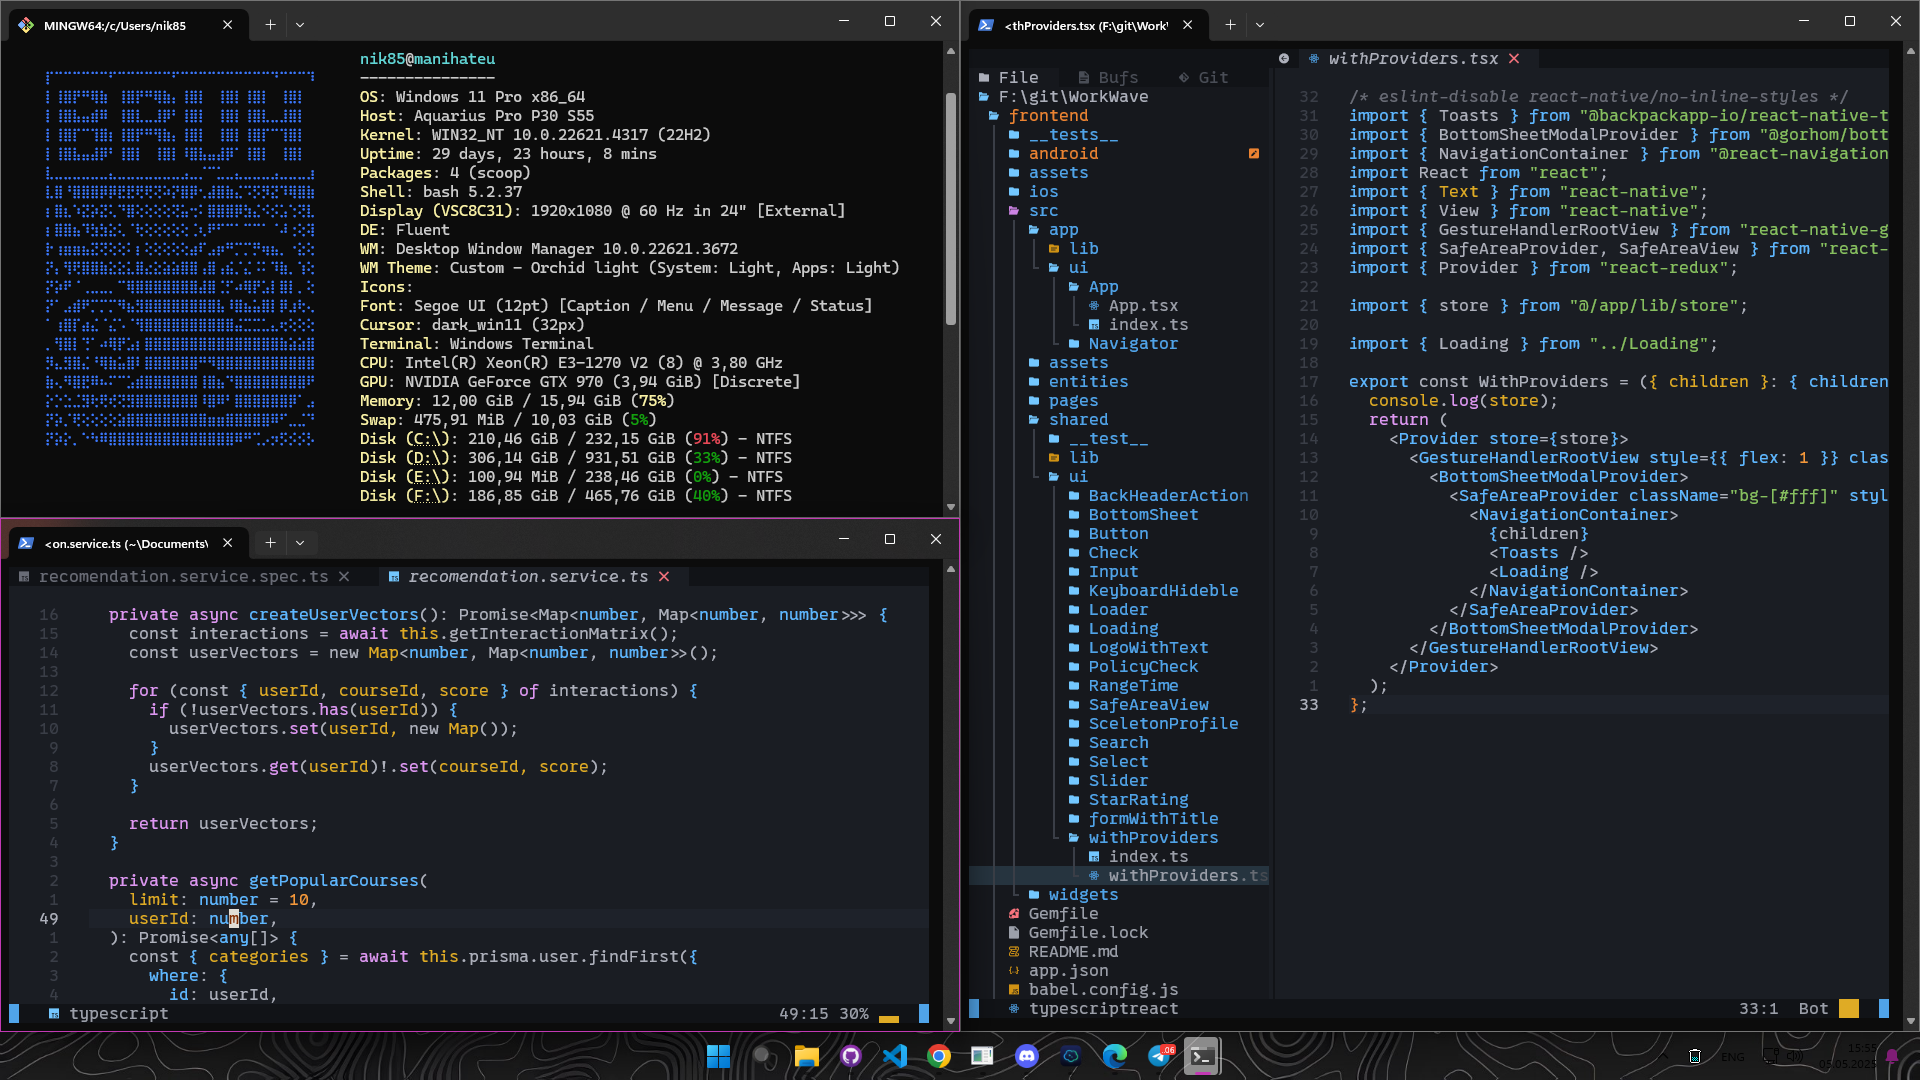 MINGW64:/c/Users/nik85
nik85@manihateu
---------------
OS: Windows 11 Pro x86_64
Host: Aquarius Pro P30 S55
Kernel: WIN32_NT 10.0.22621.4317 (22H2)
Uptime: 29 days, 23 hours, 8 mins
Packages: 4 (scoop)
Shell: bash 5.2.37
Display (VSC8C31): 1920x1080 @ 60 Hz in 24" [External]
DE: Fluent
WM: Desktop Window Manager 10.0.22621.3672
WM Theme: Custom - Orchid light (System: Light, Apps: Light)
Icons:
Font: Segoe UI (12pt) [Caption / Menu / Message / Status]
Cursor: dark_win11 (32px)
Terminal: Windows Terminal
CPU: Intel(R) Xeon(R) E3-1270 V2 (8) @ 3,80 GHz
GPU: NVIDIA GeForce GTX 970 (3,94 GiB) [Discrete]
Memory: 12,00 GiB / 15,94 GiB (75%)
Swap: 475,91 MiB / 10,03 GiB (5%)
Disk (C:\): 210,46 GiB / 232,15 GiB (91%) - NTFS
Disk (D:\): 306,14 GiB / 931,51 GiB (33%) - NTFS
Disk (E:\): 100,94 MiB / 238,46 GiB (0%) - NTFS
Disk (F:\): 186,85 GiB / 465,76 GiB (40%) - NTFS
<on.service.ts (~\Documents\
recomendation.service.spec.ts recomendation.service.ts
16 private async createUserVectors(): Promise<Map<number, Map<number, number>>> {
15 const interactions = await this.getInteractionMatrix();
14 const userVectors = new Map<number, Map<number, number>>();
13
12 for (const { userId, courseId, score } of interactions) {
11 if (!userVectors.has(userId)) {
10 userVectors.set(userId, new Map());
9 }
8 userVectors.get(userId)!.set(courseId, score);
7 }
6
5 return userVectors;
4 }
3
2 private async getPopularCourses(
1 limit: number = 10,
49 userId: number,
1 ): Promise<any[]> {
2 const { categories } = await this.prisma.user.findFirst({
3 where: {
4 id: userId,
typescript 49:15 30%
<thProviders.tsx (F:\git\Work\
File Bufs Git
F:\git\WorkWave
frontend
__tests__
android
assets
ios
src
app
lib
ui
App
App.tsx
index.ts
Navigator
assets
entities
pages
shared
__test__
lib
ui
BackHeaderAction
BottomSheet
Button
Check
Input
KeyboardHideble
Loader
Loading
LogoWithText
PolicyCheck
RangeTime
SafeAreaView
SceletonProfile
Search
Select
Slider
StarRating
formWithTitle
withProviders
index.ts
withProviders.ts
widgets
Gemfile
Gemfile.lock
README.md
app.json
babel.config.js
withProviders.tsx
32 /* eslint-disable react-native/no-inline-styles */
31 import { Toasts } from "@backpackapp-io/react-native-t
30 import { BottomSheetModalProvider } from "@gorhom/bott
29 import { NavigationContainer } from "@react-navigation
28 import React from "react";
27 import { Text } from "react-native";
26 import { View } from "react-native";
25 import { GestureHandlerRootView } from "react-native-g
24 import { SafeAreaProvider, SafeAreaView } from "react-
23 import { Provider } from "react-redux";
22
21 import { store } from "@/app/lib/store";
20
19 import { Loading } from "../Loading";
18
17 export const WithProviders = ({ children }: { children
16 console.log(store);
15 return (
14 <Provider store={store}>
13 <GestureHandlerRootView style={{ flex: 1 }} clas
12 <BottomSheetModalProvider>
11 <SafeAreaProvider className="bg-[#fff]" styl
10 <NavigationContainer>
9 {children}
8 <Toasts />
7 <Loading />
6 </NavigationContainer>
5 </SafeAreaProvider>
4 </BottomSheetModalProvider>
3 </GestureHandlerRootView>
2 </Provider>
1 );
33 };
typescriptreact 33:1 Bot
ENG
15:55
05.05.2025